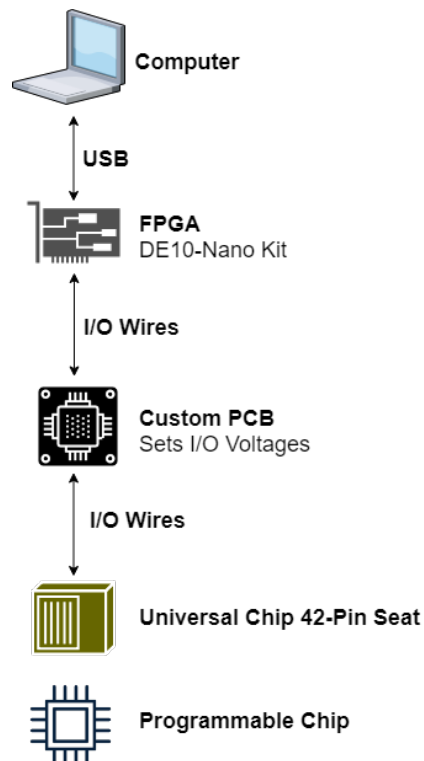 Computer
USB
FPGA
DE10-Nano Kit
I/O Wires
Custom PCB
Sets I/O Voltages
I/O Wires
Universal Chip 42-Pin Seat
Programmable Chip